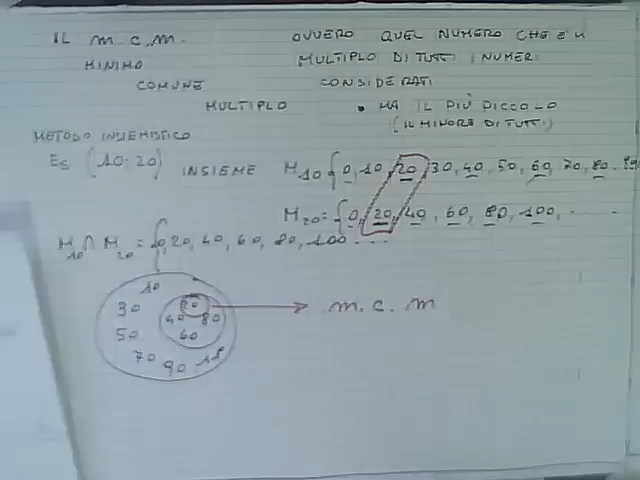 IL m.c.m. OVVERO QUEL NUMERO CHE È IL
MINIMO MULTIPLO DI TUTTI I NUMERI
COMUNE CONSIDERATI
MULTIPLO • MA IL PIÙ PICCOLO
(IL MINORE DI TUTTI)
METODO INSIEMISTICO
ES (10; 20) INSIEME M10 { 0, 10, 20, 30, 40, 50, 60, 70, 80, 90
M20 = { 0, 20, 40, 60, 80, 100, ......
M10 ∩ M20 = { 0, 20, 40, 60, 80, 100 ....
10
30 20 m.c.m
40 80
50 60
70 90